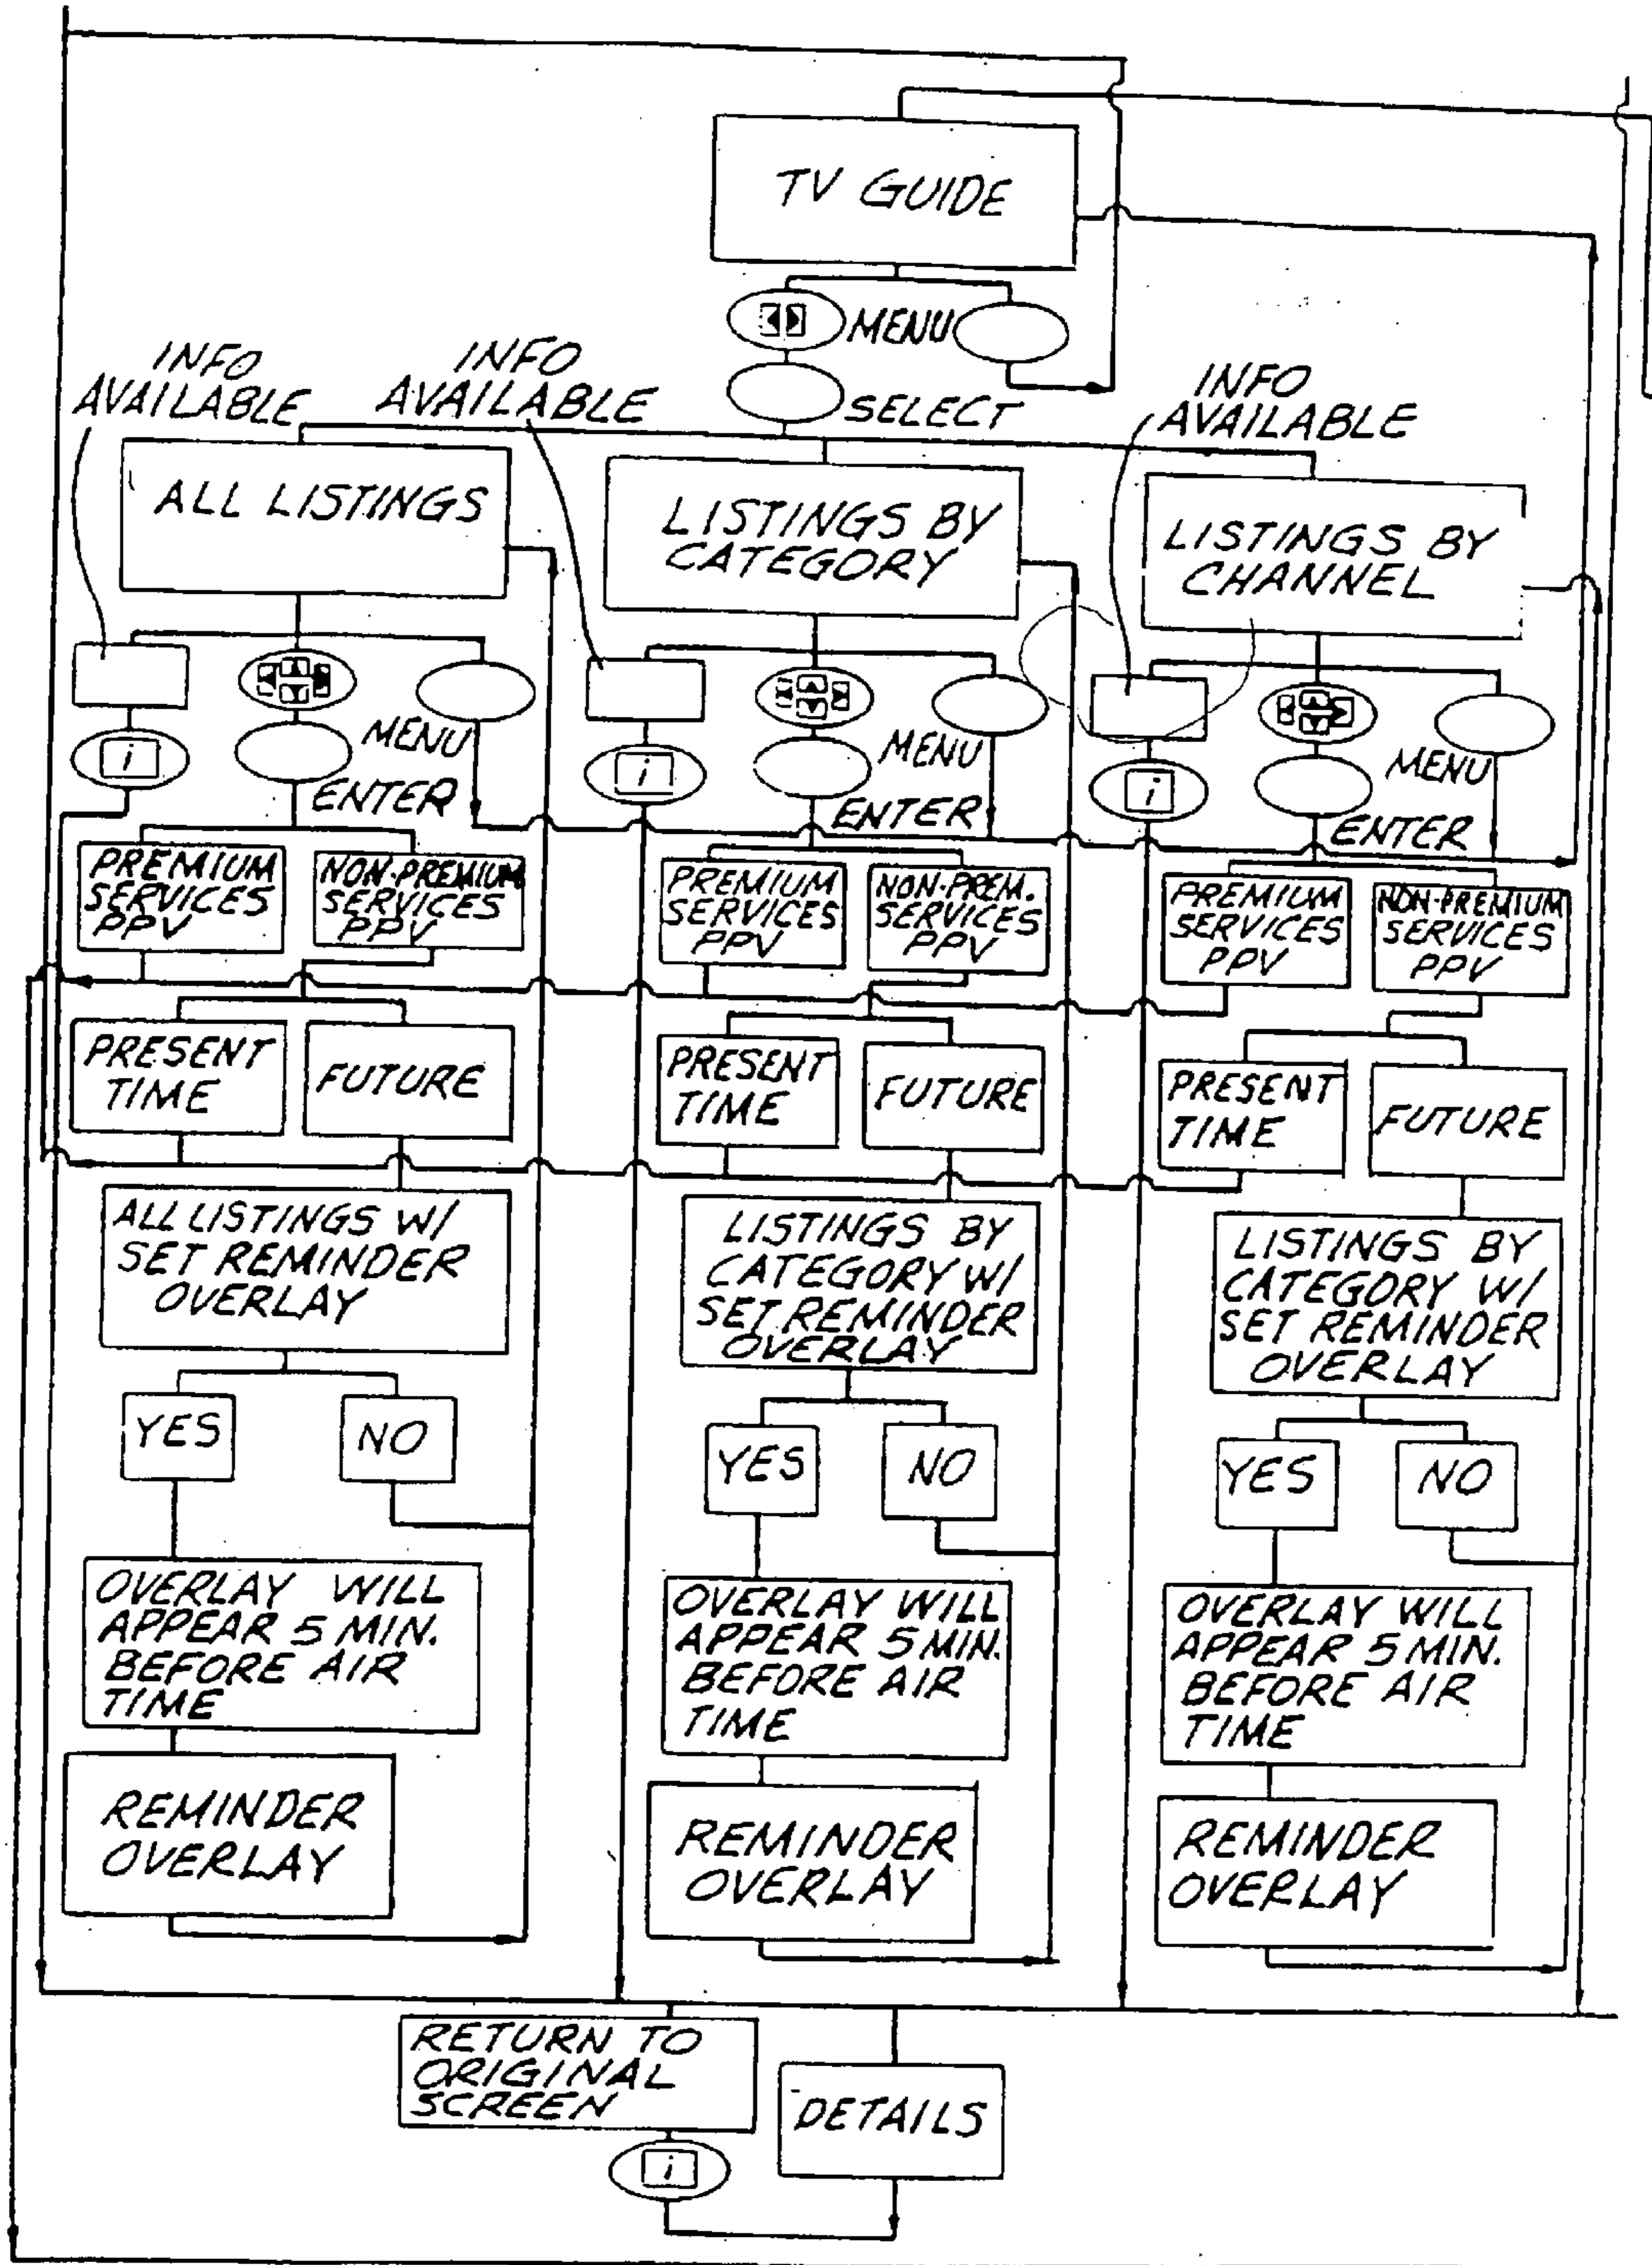 TV GUIDE
MENU
SELECT
INFO
AVAILABLE
INFO
AVAILABLE
INFO
AVAILABLE
ALL LISTINGS
LISTINGS BY
CATEGORY
LISTINGS BY
CHANNEL
i
MENU
ENTER
i
MENU
ENTER
i
MENU
ENTER
PREMIUM
SERVICES
PPV
NON-PREMIUM
SERVICES
PPV
PREMIUM
SERVICES
PPV
NON-PREM.
SERVICES
PPV
PREMIUM
SERVICES
PPV
NON-PREMIUM
SERVICES
PPV
PRESENT
TIME
FUTURE
PRESENT
TIME
FUTURE
PRESENT
TIME
FUTURE
ALL LISTINGS W/
SET REMINDER
OVERLAY
LISTINGS BY
CATEGORY W/
SET REMINDER
OVERLAY
LISTINGS BY
CATEGORY W/
SET REMINDER
OVERLAY
YES
NO
YES
NO
YES
NO
OVERLAY WILL
APPEAR 5 MIN.
BEFORE AIR
TIME
OVERLAY WILL
APPEAR 5 MIN.
BEFORE AIR
TIME
OVERLAY WILL
APPEAR 5 MIN.
BEFORE AIR
TIME
REMINDER
OVERLAY
REMINDER
OVERLAY
REMINDER
OVERLAY
RETURN TO
ORIGINAL
SCREEN
i
DETAILS